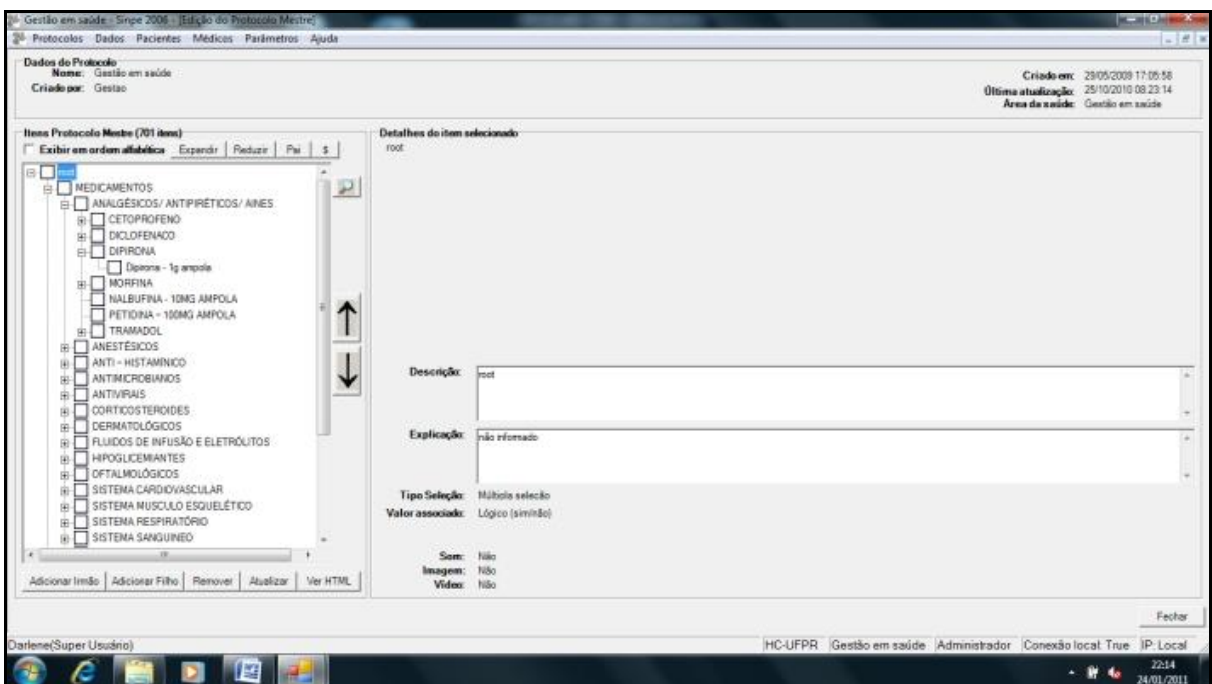 Gestão em saúde - Sinpe 2006 - [Edição do Protocolo Mestre]
Protocolos Dados Pacientes Médicos Parâmetros Ajuda
Dados do Protocolo
Nome: Gestão em saúde
Criado por: Gestao
Criado em: 29/05/2009 17:05:58
Última atualização: 25/10/2010 08:23:14
Área da saúde: Gestão em saúde
Itens Protocolo Mestre (701 itens)
Exibir em ordem alfabética Expandir Reduzir Pai $
root
MEDICAMENTOS
ANALGÉSICOS/ ANTIPIRÉTICOS/ AINES
CETOPROFENO
DICLOFENACO
DIPIRONA
Dipirona - 1g ampola
MORFINA
NALBUFINA - 10MG AMPOLA
PETIDINA - 100MG AMPOLA
TRAMADOL
ANESTÉSICOS
ANTI - HISTAMÍNICO
ANTIMICROBIANOS
ANTIVIRAIS
CORTICOSTEROIDES
DERMATOLÓGICOS
FLUIDOS DE INFUSÃO E ELETRÓLITOS
HIPOGLICEMIANTES
OFTALMOLÓGICOS
SISTEMA CARDIOVASCULAR
SISTEMA MUSCULO ESQUELÉTICO
SISTEMA RESPIRATÓRIO
SISTEMA SANGUINEO
Adicionar Irmão Adicionar Filho Remover Atualizar Ver HTML
Detalhes do item selecionado
root
Descrição: root
Explicação: não informado
Tipo Seleção: Múltipla seleção
Valor associado: Lógico (sim/não)
Som: Não
Imagem: Não
Vídeo: Não
Fechar
Darlene(Super Usuário) HC-UFPR Gestão em saúde Administrador Conexão local: True IP: Local
22:14
24/01/2011